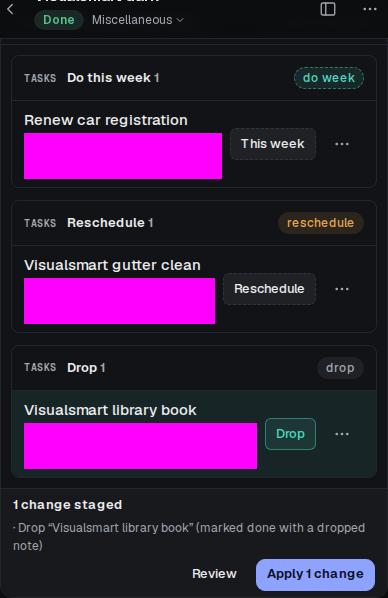 Done Miscellaneous
TASKS Do this week 1 do week
Renew car registration
This week
TASKS Reschedule 1 reschedule
Visualsmart gutter clean
Reschedule
TASKS Drop 1 drop
Visualsmart library book
Drop
1 change staged
· Drop “Visualsmart library book” (marked done with a dropped
note)
Review Apply 1 change